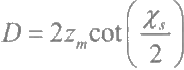 D = 2z_m cot(χ_s / 2)